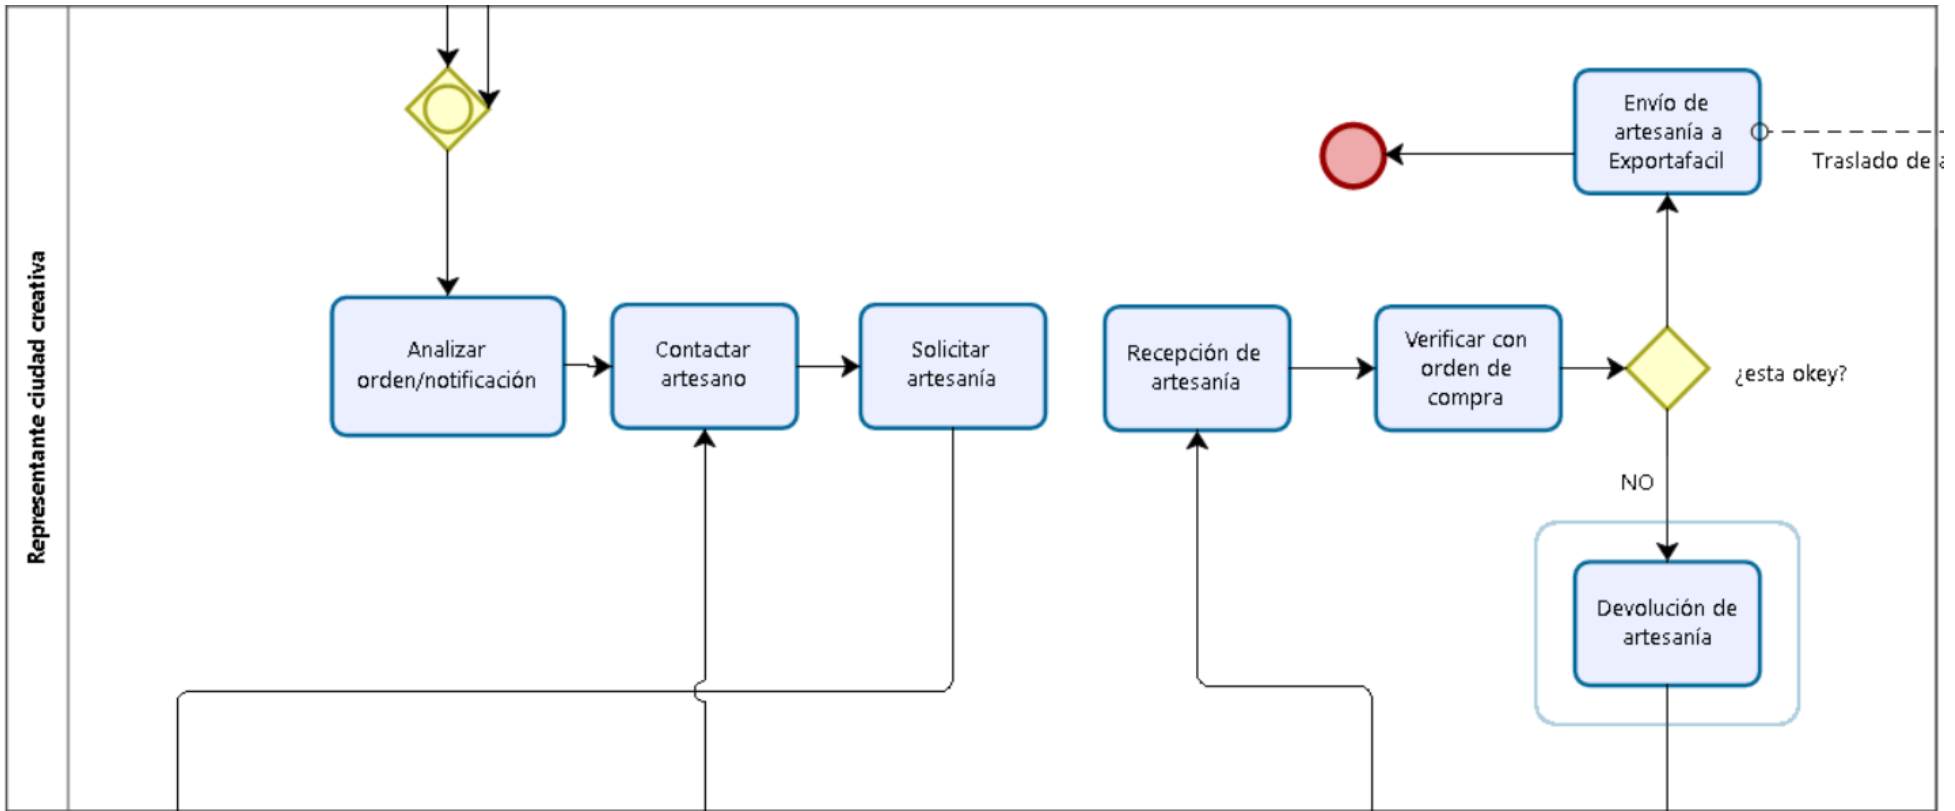 Representante ciudad creativa
Envío de
artesanía a
Exportafacil
Traslado de
Analizar
orden/notificación
Contactar
artesano
Solicitar
artesanía
Recepción de
artesanía
Verificar con
orden de
compra
¿esta okey?
NO
Devolución de
artesanía